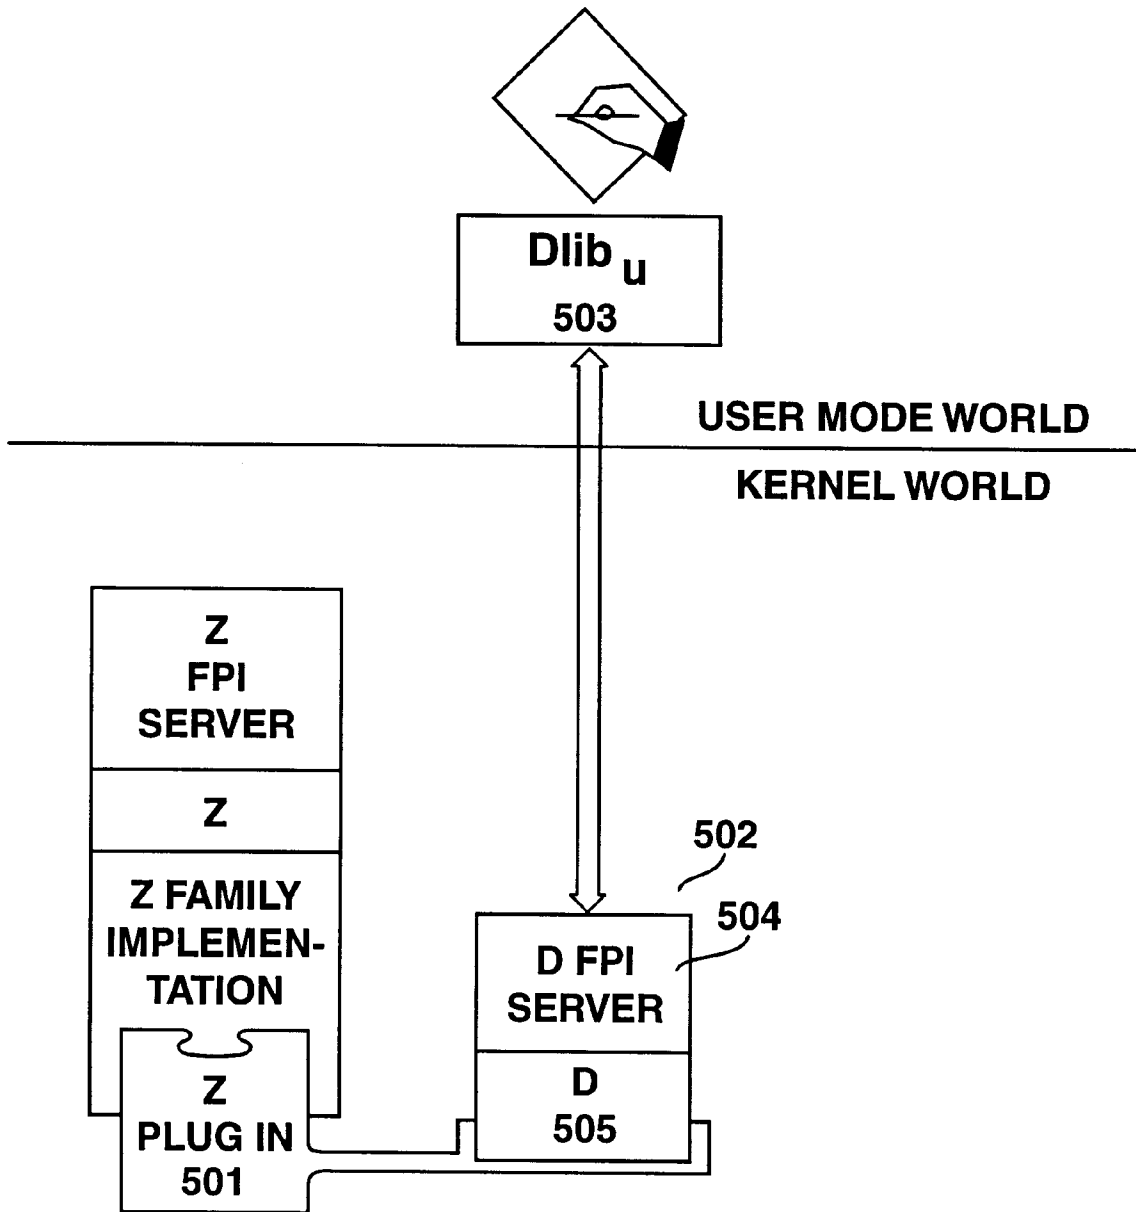 Dlib u
503
USER MODE WORLD
KERNEL WORLD
Z
FPI
SERVER
Z
Z FAMILY
IMPLEMEN-
TATION
Z
PLUG IN
501
502
504
D FPI
SERVER
D
505